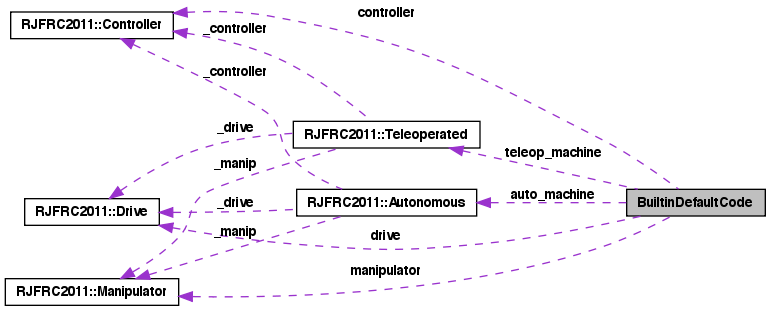 controller
RJFRC2011::Controller
_controller
_controller
_drive
RJFRC2011::Teleoperated
teleop_machine
_manip
auto_machine
RJFRC2011::Drive
_drive
RJFRC2011::Autonomous
BuiltinDefaultCode
_manip
drive
manipulator
RJFRC2011::Manipulator